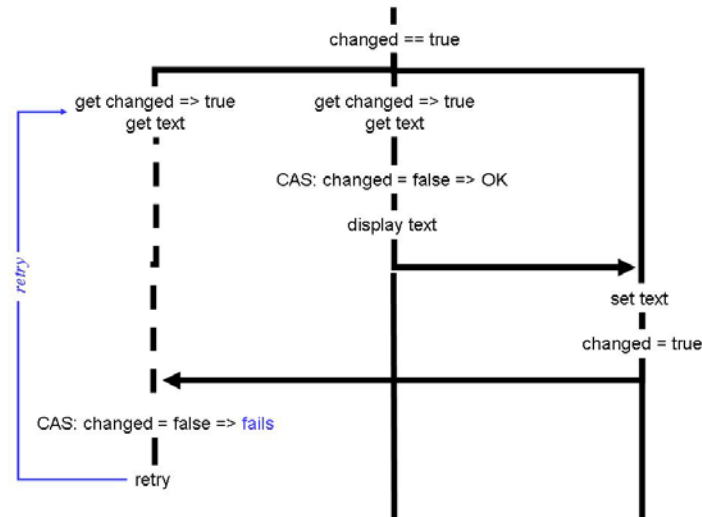 changed == true
get changed => true
get text
get changed => true
get text
CAS: changed = false => OK
display text
retry
set text
changed = true
CAS: changed = false => fails
retry